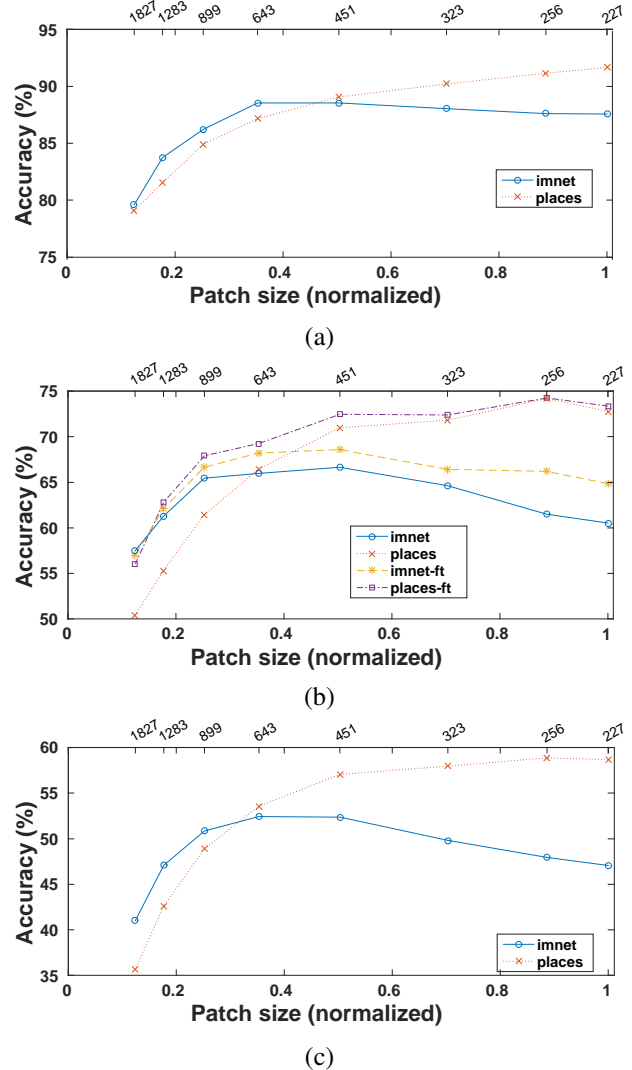 1827 1283 899 643 451 323 256 227
95
90
85
80
75
Accuracy (%)
imnet
places
0 0.2 0.4 0.6 0.8 1
Patch size (normalized)
(a)
1827 1283 899 643 451 323 256 227
75
70
65
60
55
50
Accuracy (%)
imnet
places
imnet-ft
places-ft
0 0.2 0.4 0.6 0.8 1
Patch size (normalized)
(b)
1827 1283 899 643 451 323 256 227
60
55
50
45
40
35
Accuracy (%)
imnet
places
0 0.2 0.4 0.6 0.8 1
Patch size (normalized)
(c)